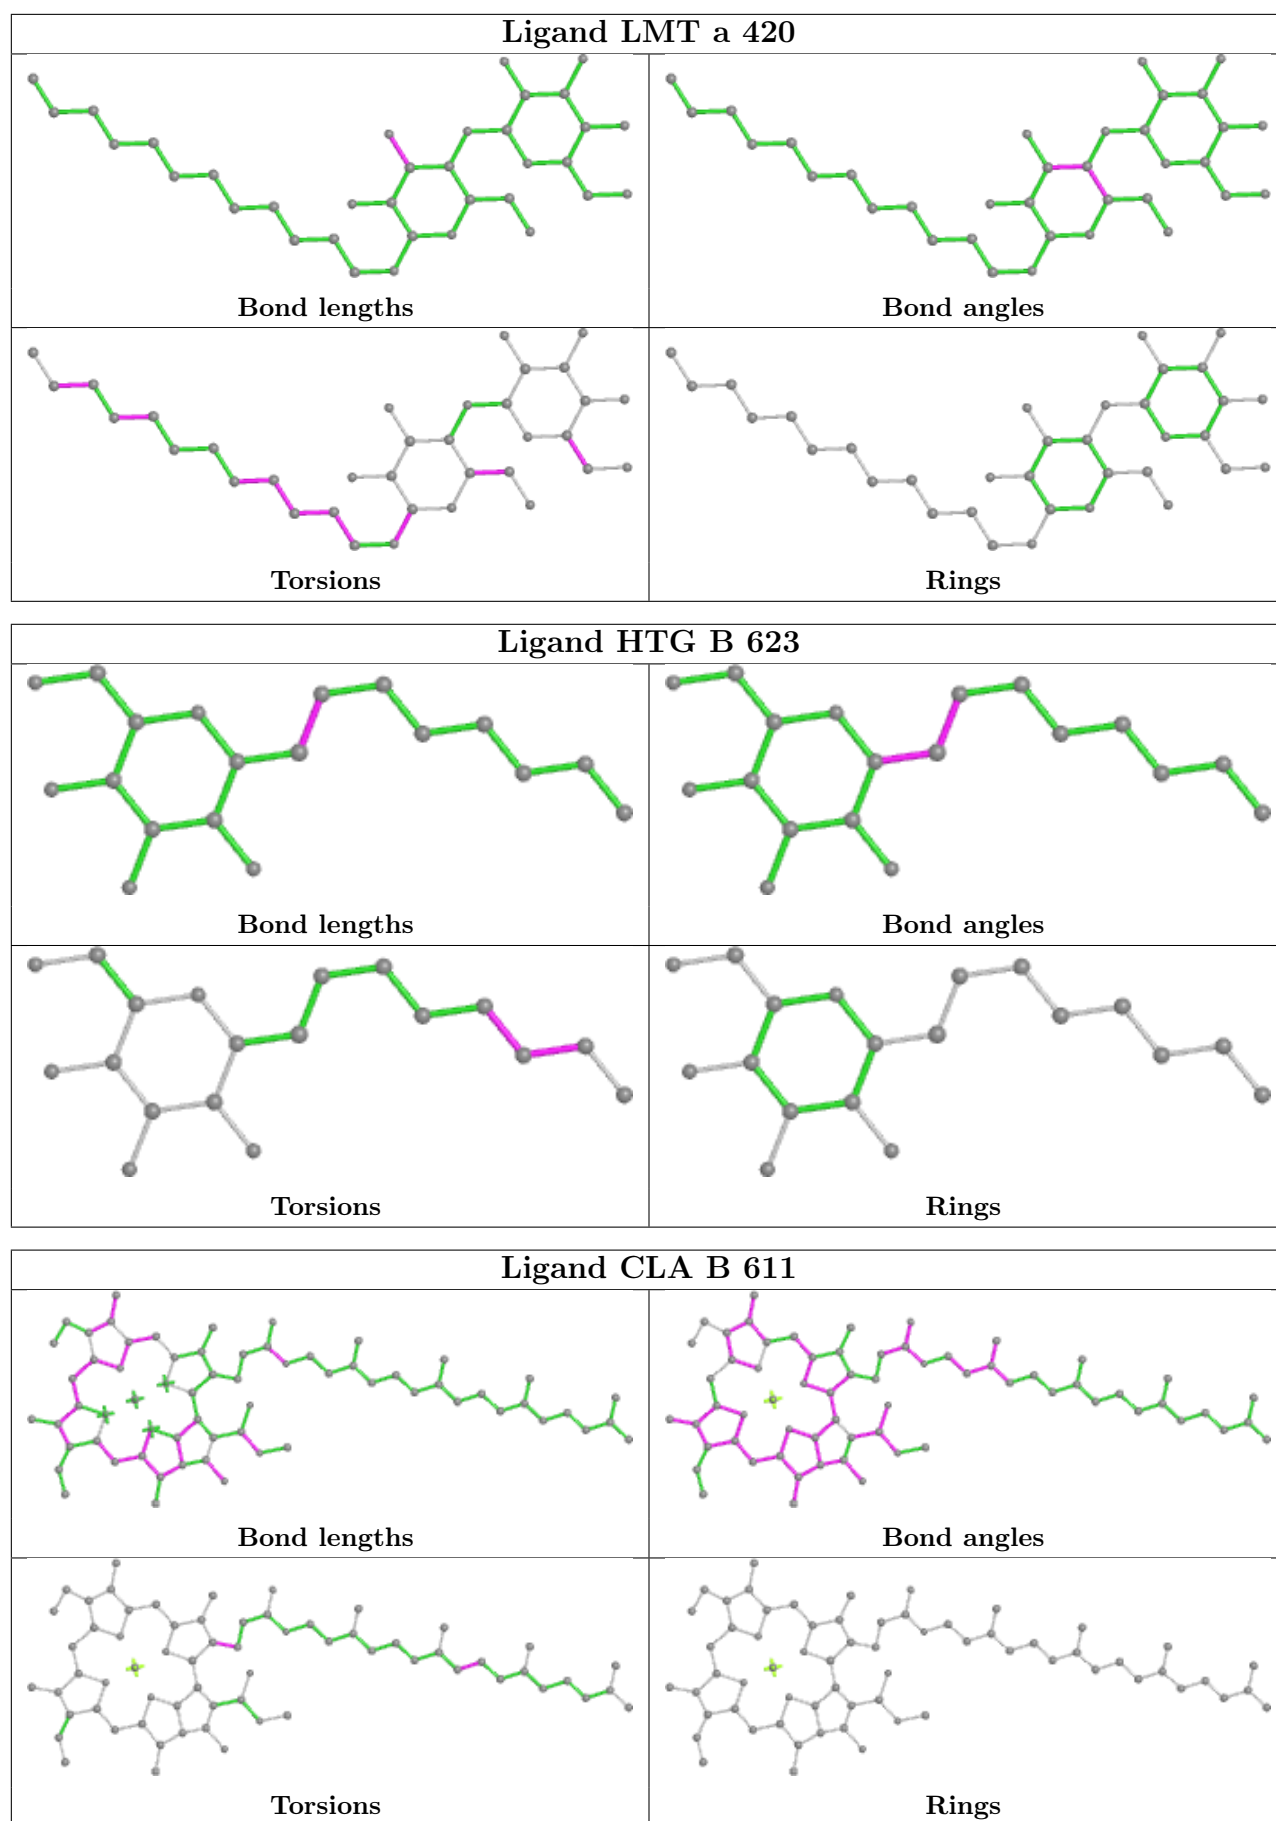 Ligand LMT a 420
Bond lengths
Bond angles
Torsions
Rings
Ligand HTG B 623
Bond lengths
Bond angles
Torsions
Rings
Ligand CLA B 611
Bond lengths
Bond angles
Torsions
Rings